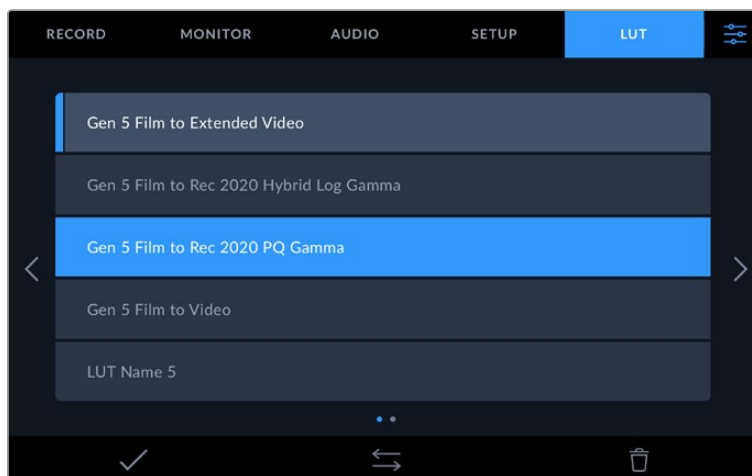 RECORD MONITOR AUDIO SETUP LUT
Gen 5 Film to Extended Video
Gen 5 Film to Rec 2020 Hybrid Log Gamma
Gen 5 Film to Rec 2020 PQ Gamma
Gen 5 Film to Video
LUT Name 5